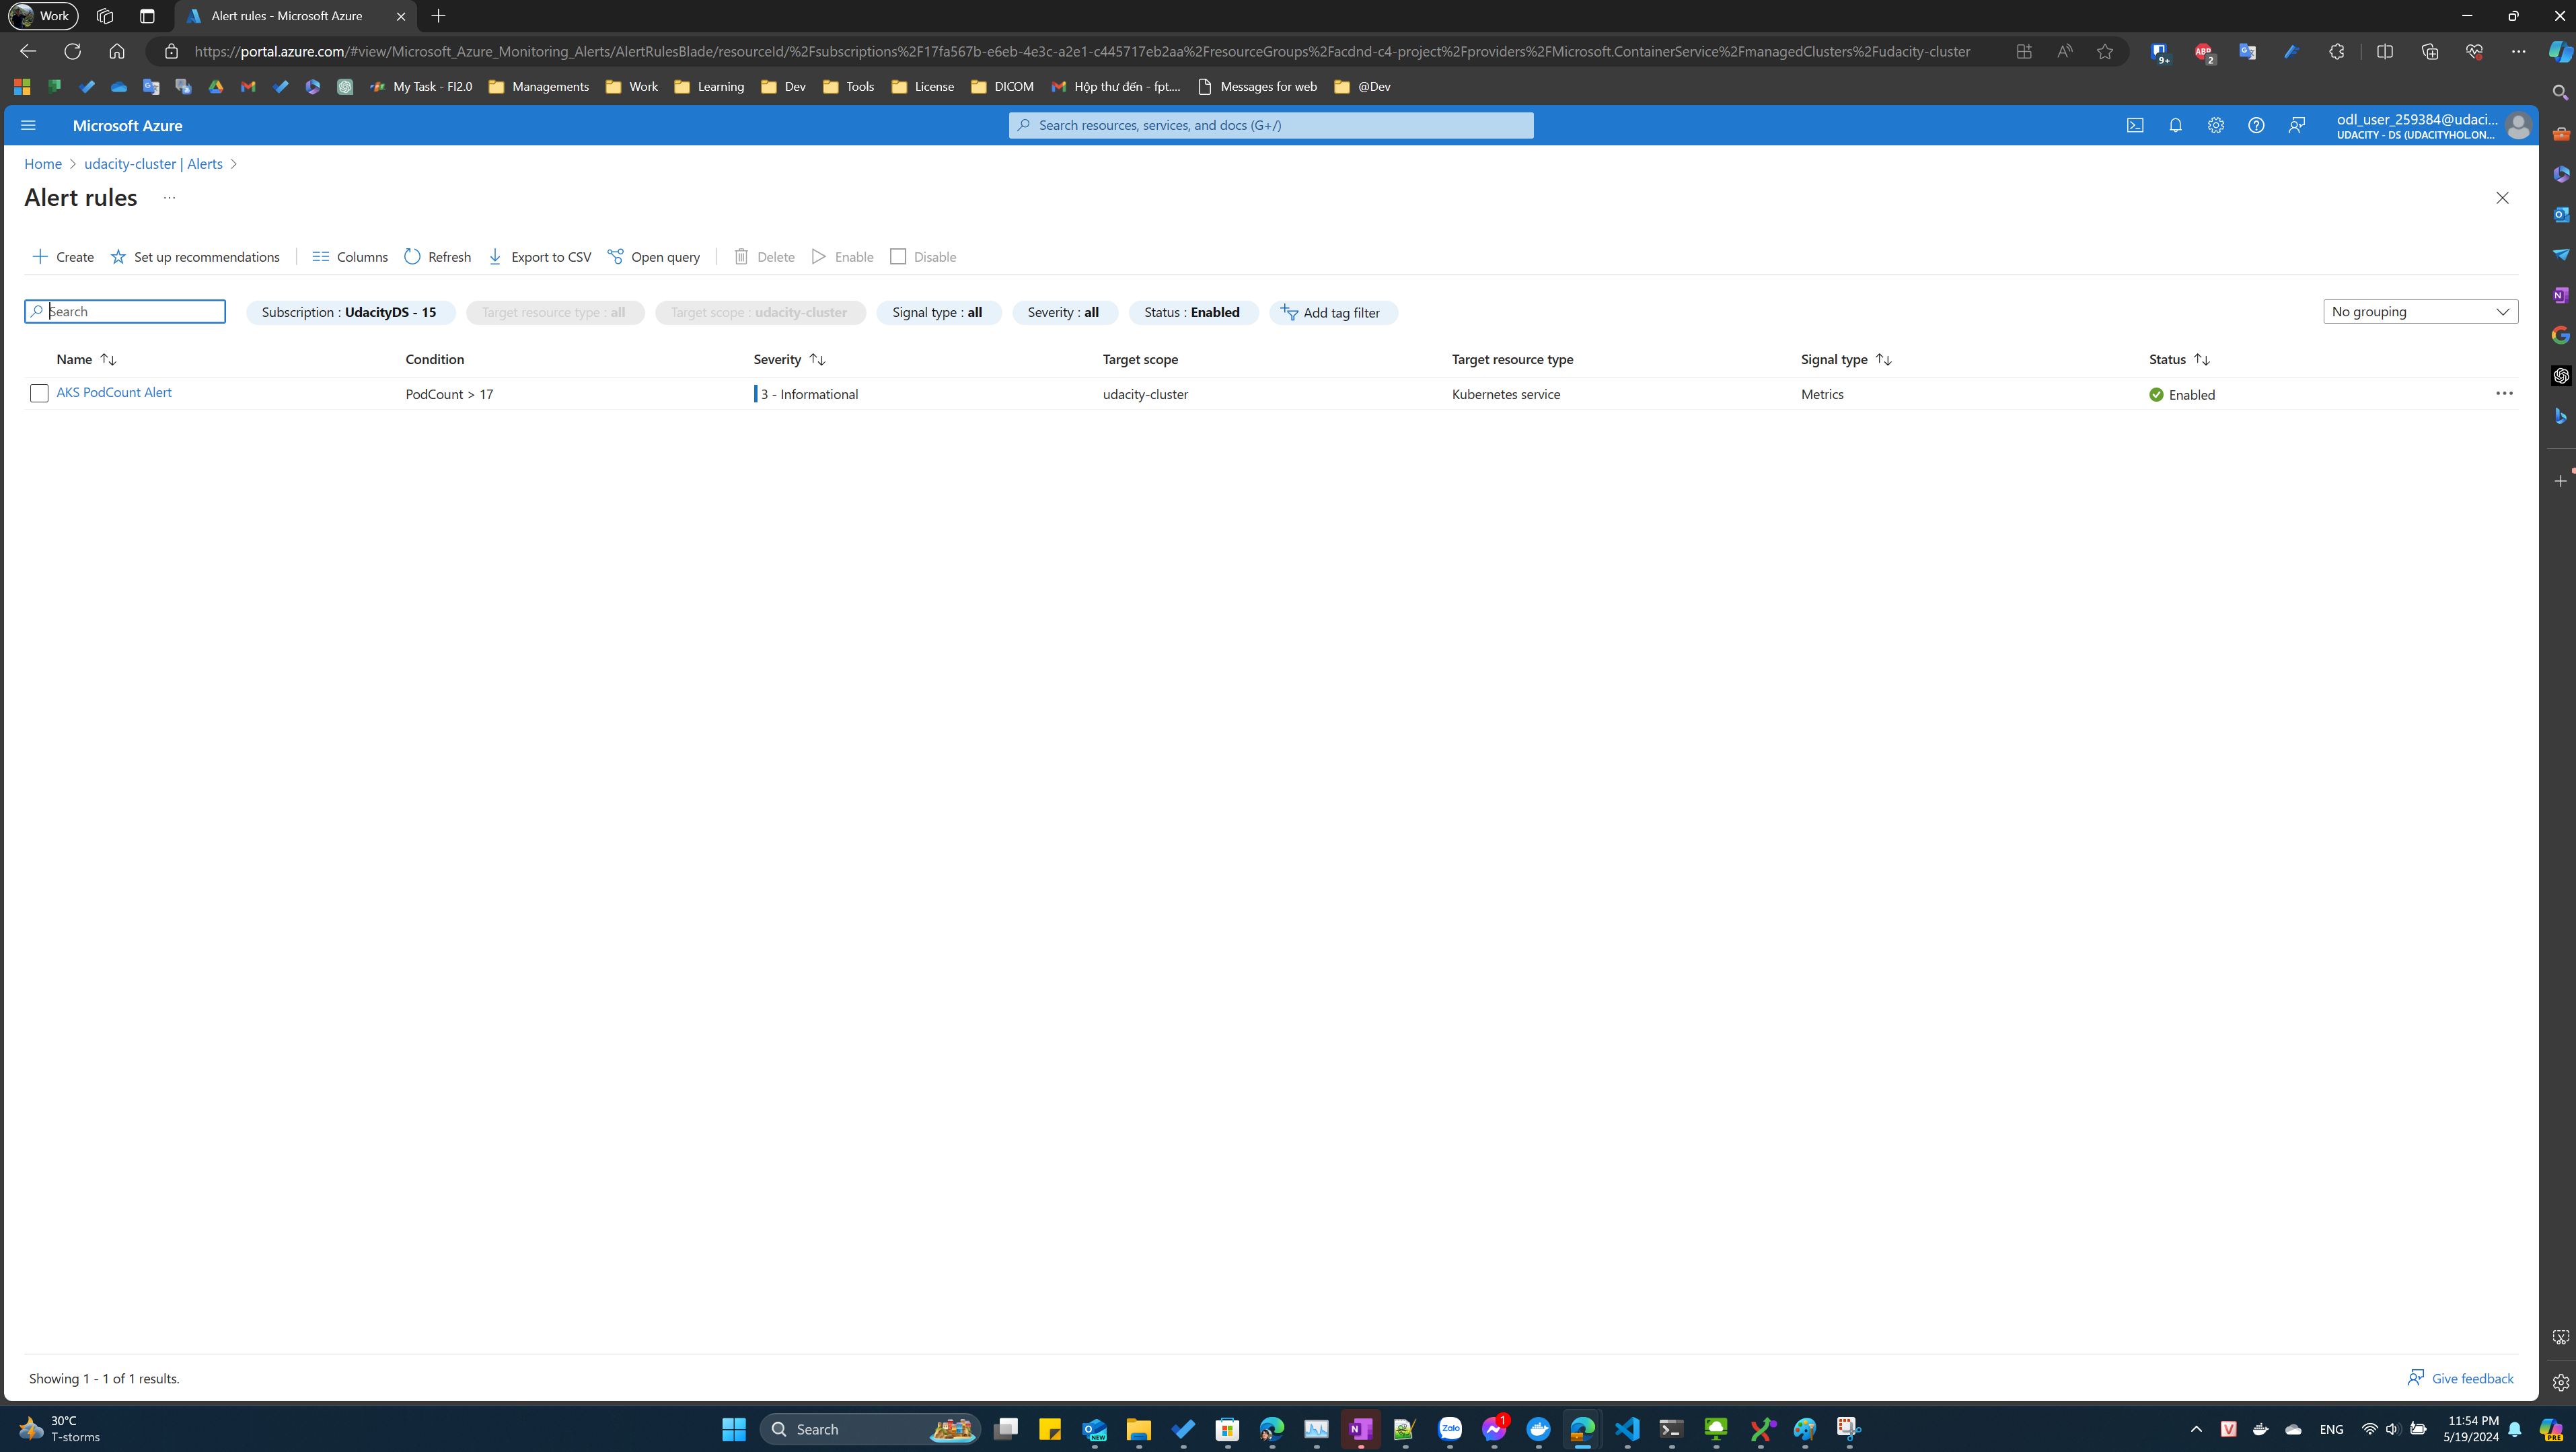 Work
Alert rules - Microsoft Azure
https://portal.azure.com/#view/Microsoft_Azure_Monitoring_Alerts/AlertRulesBlade/resourceId/%2Fsubscriptions%2F17fa567b-e6eb-4e3c-a2e1-c445717eb2aa%2FresourceGroups%2Facdnd-c4-project%2Fproviders%2FMicrosoft.ContainerService%2FmanagedClusters%2Fudacity-cluster
9+
ABP
2
My Task - FI2.0
Managements
Work
Learning
Dev
Tools
License
DICOM
Hộp thư đến - fpt....
Messages for web
@Dev
Microsoft Azure
Search resources, services, and docs (G+/)
odl_user_259384@udaci...
UDACITY - DS (UDACITYHOL.ON...
Home > udacity-cluster | Alerts >
Alert rules ...
Create
Set up recommendations
Columns
Refresh
Export to CSV
Open query
Delete
Enable
Disable
Search
Subscription : UdacityDS - 15
Target resource type : all
Target scope : udacity-cluster
Signal type : all
Severity : all
Status : Enabled
Add tag filter
No grouping
Name
Condition
Severity
Target scope
Target resource type
Signal type
Status
AKS PodCount Alert
PodCount > 17
3 - Informational
udacity-cluster
Kubernetes service
Metrics
Enabled
Showing 1 - 1 of 1 results.
Give feedback
30°C
T-storms
Search
NEW
Zalo
1
ENG
11:54 PM
5/19/2024
PRE